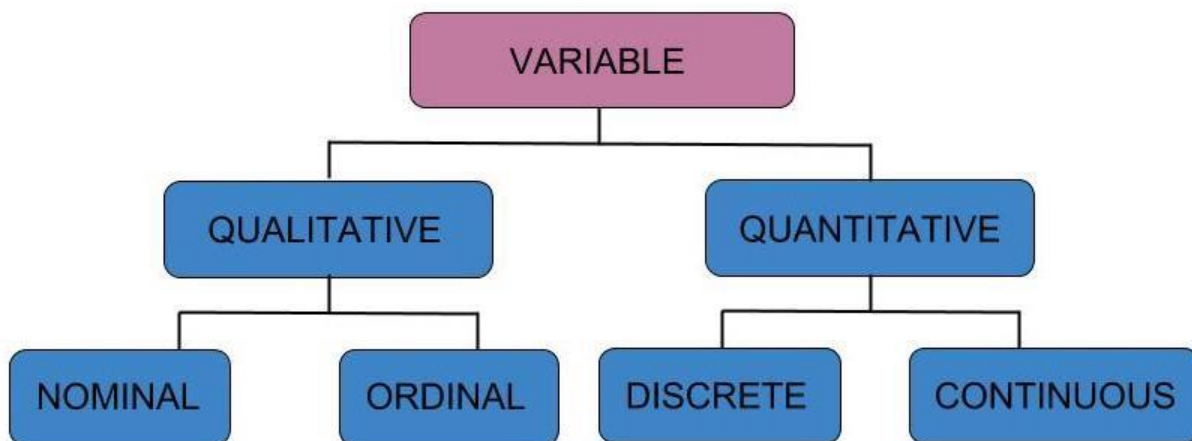 VARIABLE
QUALITATIVE
QUANTITATIVE
NOMINAL
ORDINAL
DISCRETE
CONTINUOUS